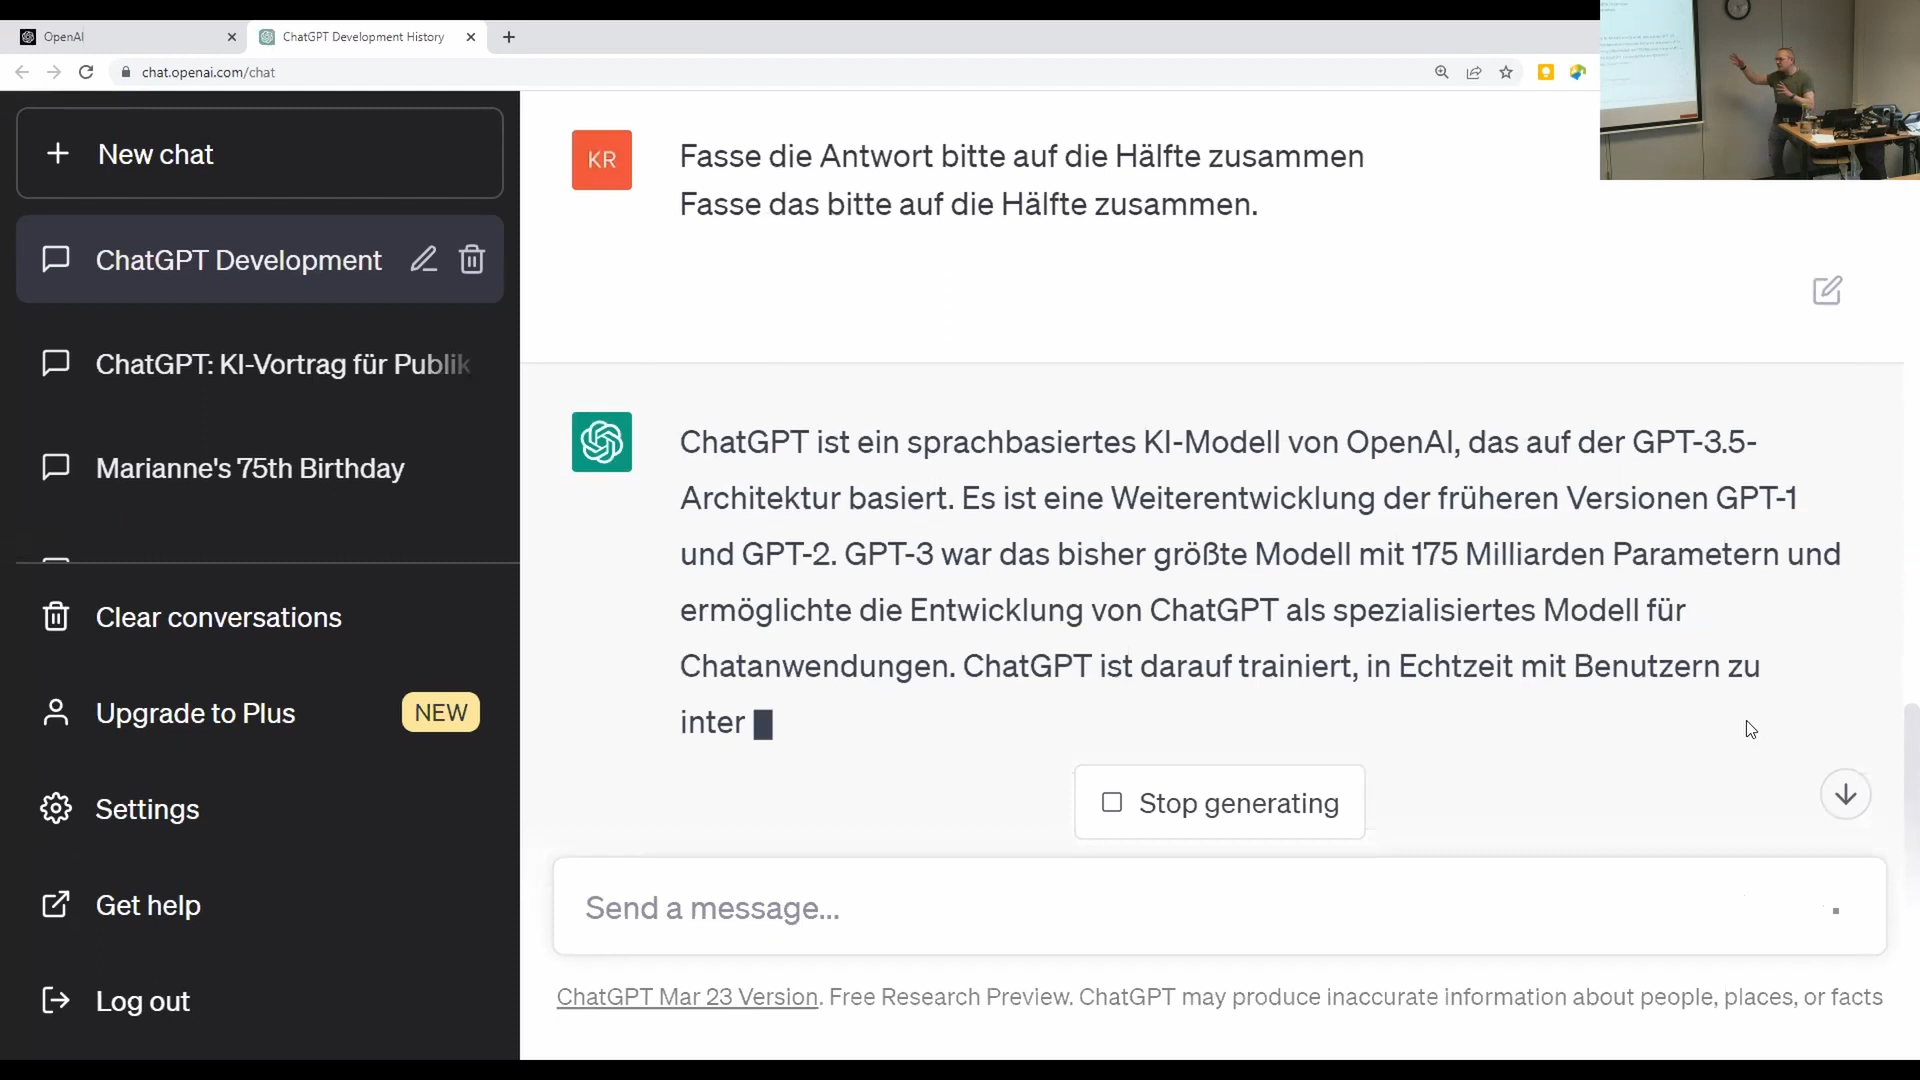 OpenAI
ChatGPT Development History
chat.openai.com/chat
New chat
ChatGPT Development
ChatGPT: KI-Vortrag für Publik
Marianne's 75th Birthday
Clear conversations
Upgrade to Plus NEW
Settings
Get help
Log out
KR
Fasse die Antwort bitte auf die Hälfte zusammen
Fasse das bitte auf die Hälfte zusammen.
ChatGPT ist ein sprachbasiertes KI-Modell von OpenAI, das auf der GPT-3.5-
Architektur basiert. Es ist eine Weiterentwicklung der früheren Versionen GPT-1
und GPT-2. GPT-3 war das bisher größte Modell mit 175 Milliarden Parametern und
ermöglichte die Entwicklung von ChatGPT als spezialisiertes Modell für
Chatanwendungen. ChatGPT ist darauf trainiert, in Echtzeit mit Benutzern zu
inter
Stop generating
Send a message...
ChatGPT Mar 23 Version. Free Research Preview. ChatGPT may produce inaccurate information about people, places, or facts